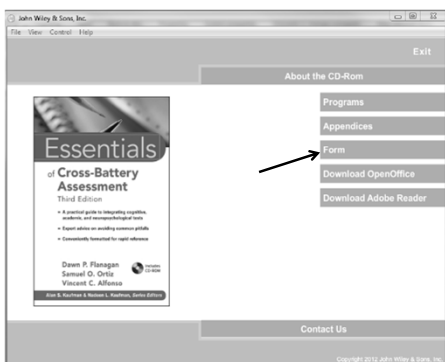 John Wiley & Sons, Inc.
File View Control Help
Exit
About the CD-Rom
Programs
Appendices
Form
Download OpenOffice
Download Adobe Reader
Essentials
of Cross-Battery
Assessment
Third Edition
• A practical guide to integrating cognitive,
academic, and neuropsychological tests
• Expert advice on avoiding common pitfalls
• Conveniently formatted for rapid reference
Dawn P. Flanagan
Samuel O. Ortiz
Vincent C. Alfonso
Includes
CD-ROM
Alan S. Kaufman & Nadeen L. Kaufman, Series Editors
Contact Us
Copyright 2012 John Wiley & Sons, Inc.